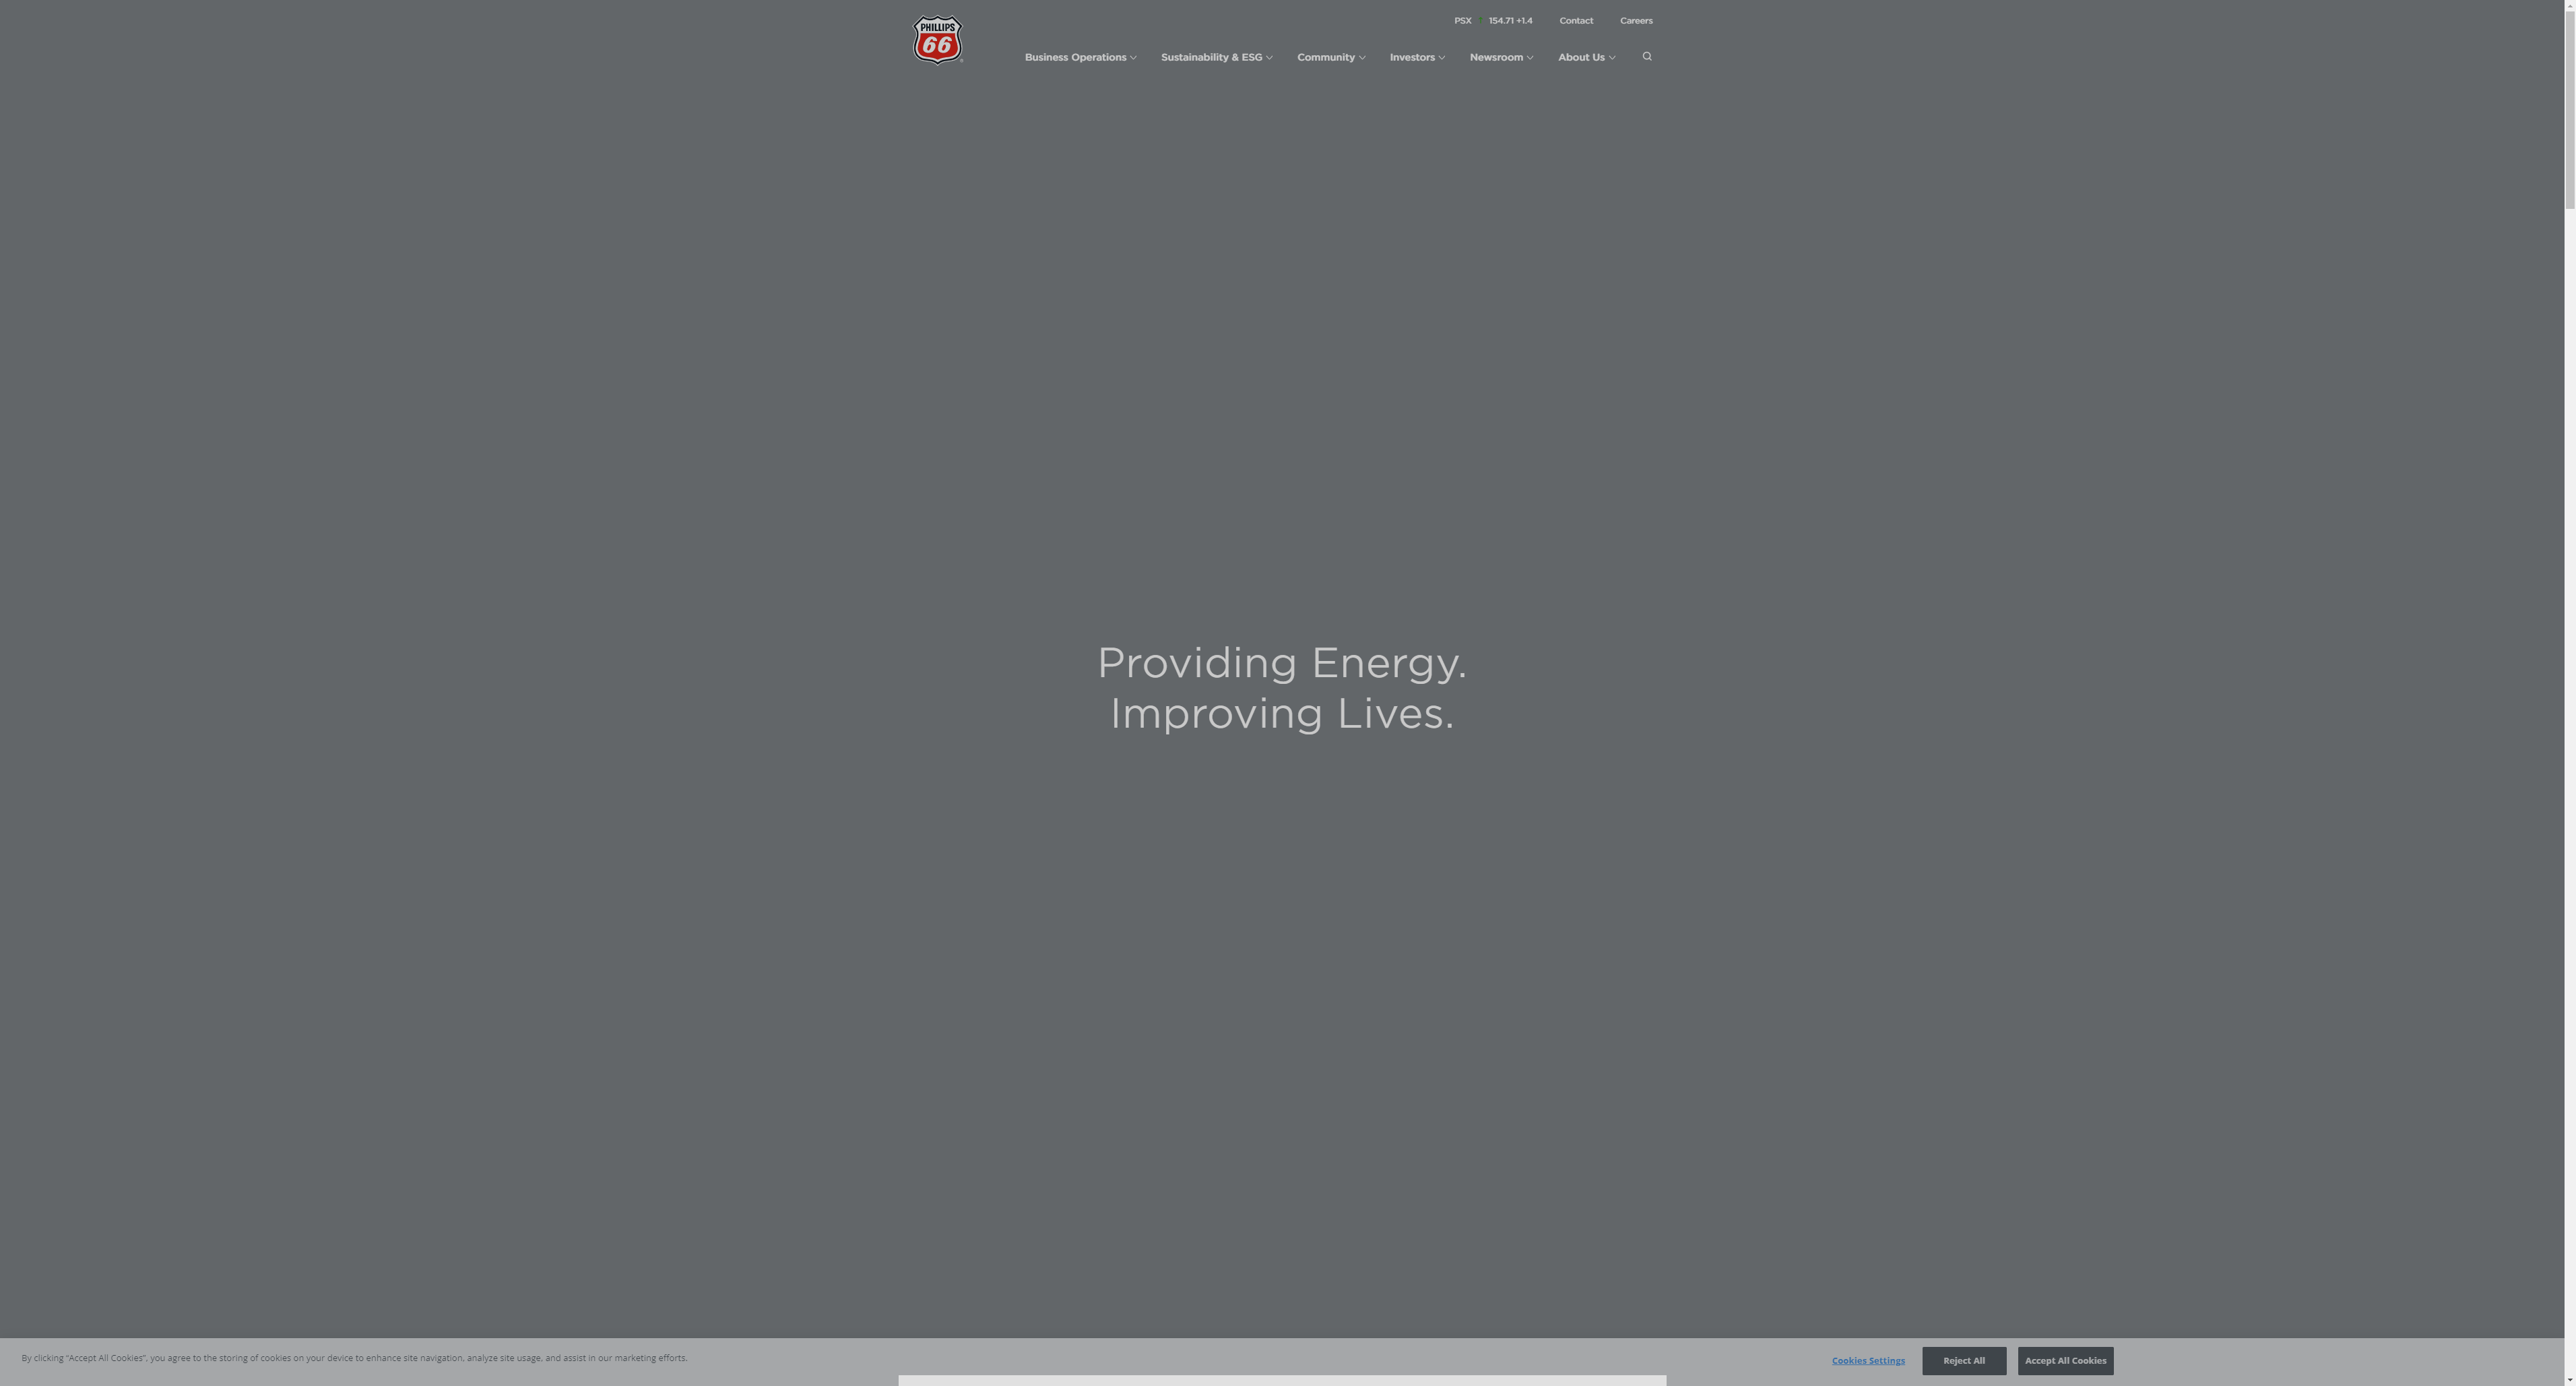 PHILLIPS
66
PSX 154.71 +1.4 Contact Careers
Business Operations Sustainability & ESG Community Investors Newsroom About Us
Providing Energy.
Improving Lives.
By clicking “Accept All Cookies”, you agree to the storing of cookies on your device to enhance site navigation, analyze site usage, and assist in our marketing efforts.
Cookies Settings Reject All Accept All Cookies